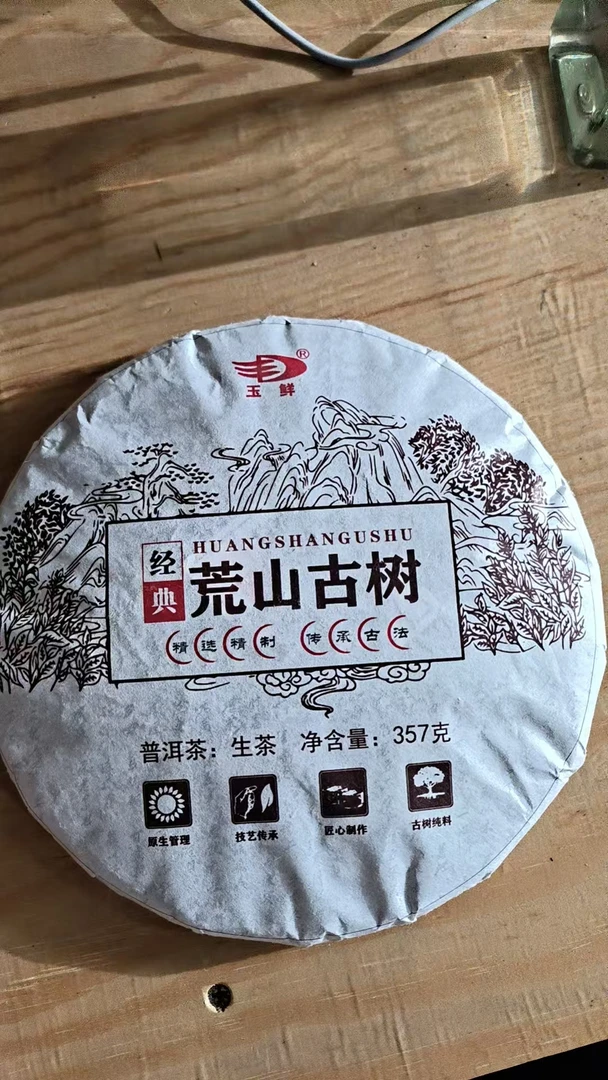 ®
玉 鲜
经典
HUANGSHANGUSHU
荒山古树
精选精制 传承古法
普洱茶：生茶 净含量：357克
原生管理 技艺传承 匠心制作 古树纯料